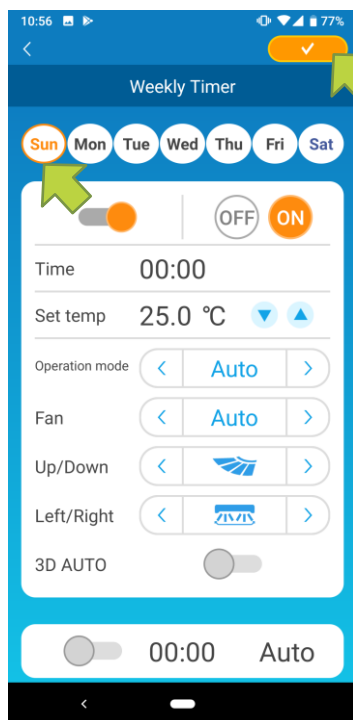 10:56 77%
Weekly Timer
Sun Mon Tue Wed Thu Fri Sat
OFF ON
Time 00:00
Set temp 25.0 ℃
Operation mode Auto
Fan Auto
Up/Down
Left/Right
3D AUTO
00:00 Auto